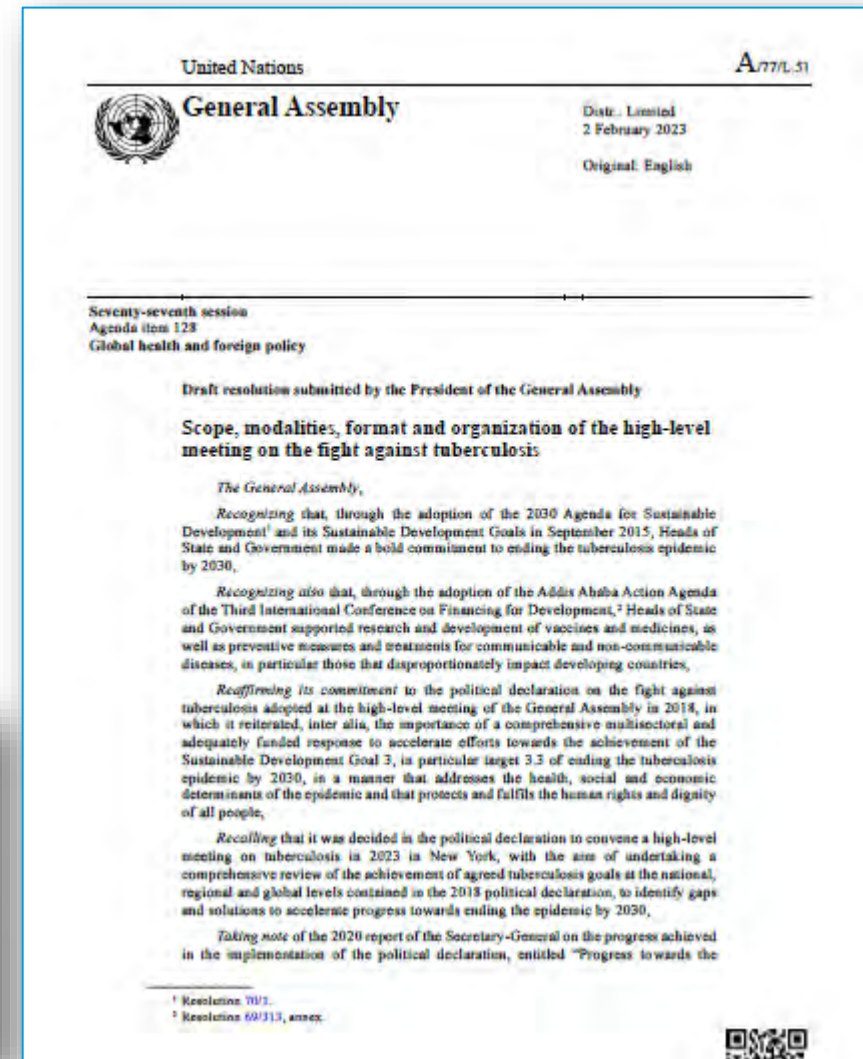 United Nations
A/77/L.51
General Assembly
Distr.: Limited
2 February 2023
Original: English
Seventy-seventh session
Agenda item 128
Global health and foreign policy
Draft resolution submitted by the President of the General Assembly
Scope, modalities, format and organization of the high-level
meeting on the fight against tuberculosis
The General Assembly,
Recognizing that, through the adoption of the 2030 Agenda for Sustainable
Development¹ and its Sustainable Development Goals in September 2015, Heads of
State and Government made a bold commitment to ending the tuberculosis epidemic
by 2030,
Recognizing also that, through the adoption of the Addis Ababa Action Agenda
of the Third International Conference on Financing for Development,² Heads of State
and Government supported research and development of vaccines and medicines, as
well as preventive measures and treatments for communicable and non-communicable
diseases, in particular those that disproportionately impact developing countries,
Reaffirming its commitment to the political declaration on the fight against
tuberculosis adopted at the high-level meeting of the General Assembly in 2018, in
which it reiterated, inter alia, the importance of a comprehensive multisectoral and
adequately funded response to accelerate efforts towards the achievement of the
Sustainable Development Goal 3, in particular target 3.3 of ending the tuberculosis
epidemic by 2030, in a manner that addresses the health, social and economic
determinants of the epidemic and that protects and fulfils the human rights and dignity
of all people,
Recalling that it was decided in the political declaration to convene a high-level
meeting on tuberculosis in 2023 in New York, with the aim of undertaking a
comprehensive review of the achievement of agreed tuberculosis goals at the national,
regional and global levels contained in the 2018 political declaration, to identify gaps
and solutions to accelerate progress towards ending the epidemic by 2030,
Taking note of the 2020 report of the Secretary-General on the progress achieved
in the implementation of the political declaration, entitled “Progress towards the
¹ Resolution 70/1.
² Resolution 69/313, annex.